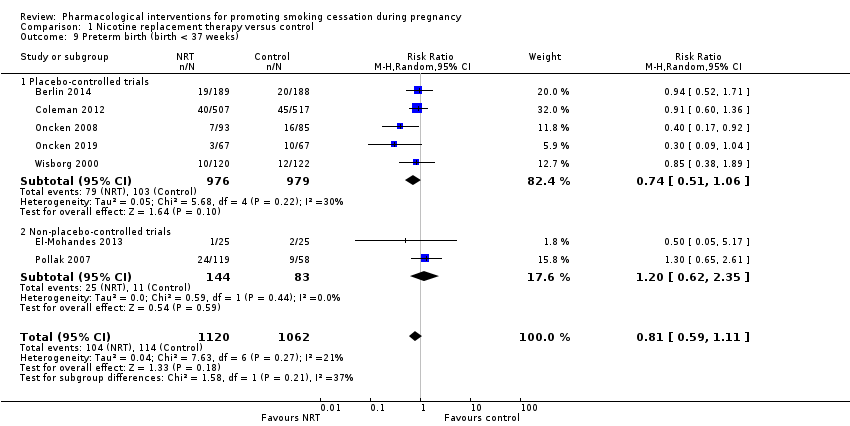 Review: Pharmacological interventions for promoting smoking cessation during pregnancy
Comparison: 1 Nicotine replacement therapy versus control
Outcome: 9 Preterm birth (birth < 37 weeks)
Study or subgroup NRT Control Risk Ratio Weight Risk Ratio
n/N n/N M-H,Random,95% CI M-H,Random,95% CI
1 Placebo-controlled trials
Berlin 2014 19/189 20/188 20.0 % 0.94 [ 0.52, 1.71 ]
Coleman 2012 40/507 45/517 32.0 % 0.91 [ 0.60, 1.36 ]
Oncken 2008 7/93 16/85 11.8 % 0.40 [ 0.17, 0.92 ]
Oncken 2019 3/67 10/67 5.9 % 0.30 [ 0.09, 1.04 ]
Wisborg 2000 10/120 12/122 12.7 % 0.85 [ 0.38, 1.89 ]
Subtotal (95% CI) 976 979 82.4 % 0.74 [ 0.51, 1.06 ]
Total events: 79 (NRT), 103 (Control)
Heterogeneity: Tau² = 0.05; Chi² = 5.68, df = 4 (P = 0.22); I² =30%
Test for overall effect: Z = 1.64 (P = 0.10)
2 Non-placebo-controlled trials
El-Mohandes 2013 1/25 2/25 1.8 % 0.50 [ 0.05, 5.17 ]
Pollak 2007 24/119 9/58 15.8 % 1.30 [ 0.65, 2.61 ]
Subtotal (95% CI) 144 83 17.6 % 1.20 [ 0.62, 2.35 ]
Total events: 25 (NRT), 11 (Control)
Heterogeneity: Tau² = 0.0; Chi² = 0.59, df = 1 (P = 0.44); I² =0.0%
Test for overall effect: Z = 0.54 (P = 0.59)
Total (95% CI) 1120 1062 100.0 % 0.81 [ 0.59, 1.11 ]
Total events: 104 (NRT), 114 (Control)
Heterogeneity: Tau² = 0.04; Chi² = 7.63, df = 6 (P = 0.27); I² =21%
Test for overall effect: Z = 1.33 (P = 0.18)
Test for subgroup differences: Chi² = 1.58, df = 1 (P = 0.21), I² =37%
0.01 0.1 1 10 100
Favours NRT Favours control